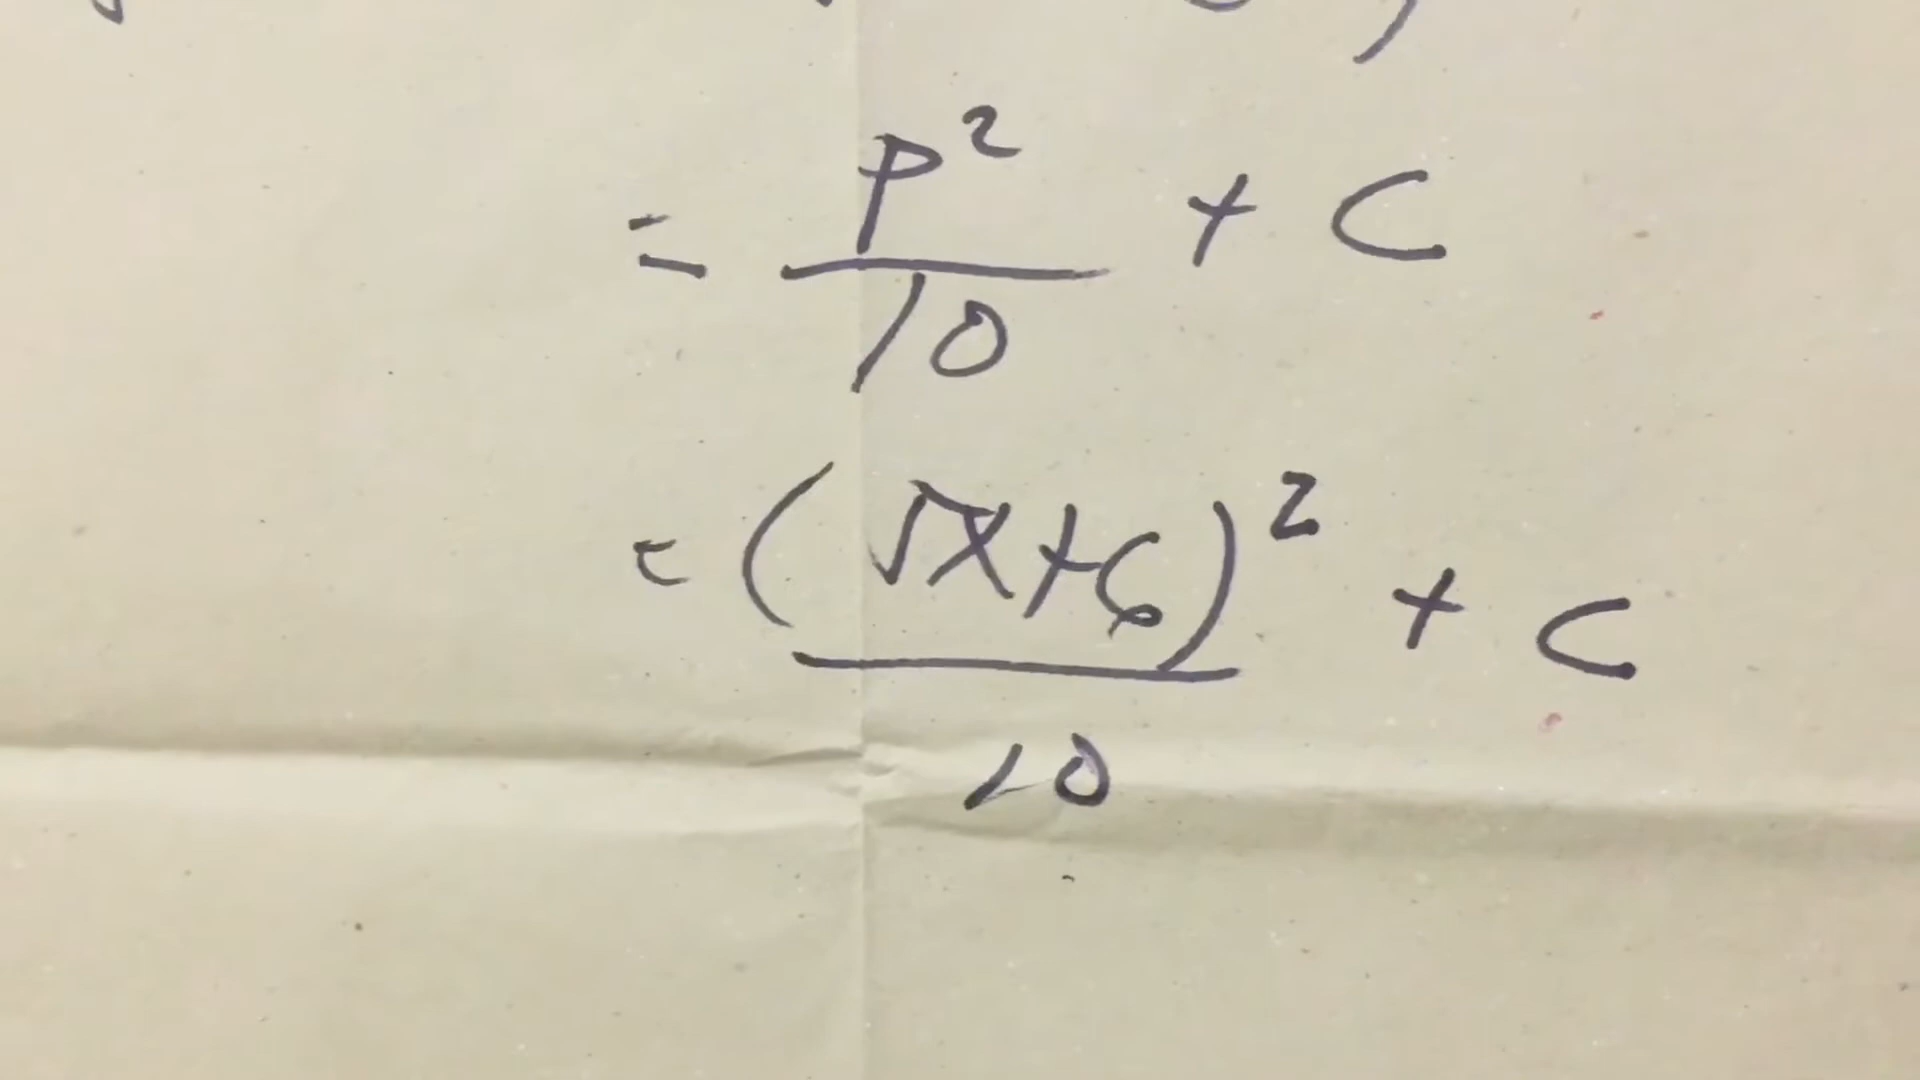 = p² / 10 + C
= (√x+6)² / 10 + C